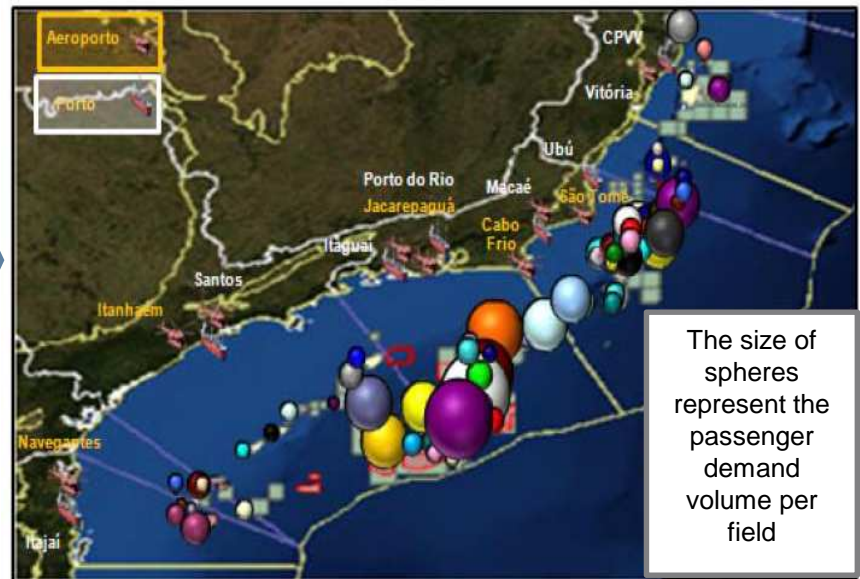 Aeroporto
Porto
CPVV
Vitória
Ubú
Porto do Rio
Jacarepaguá
Macaé
São Tomé
Cabo
Frio
Itaguaí
Santos
Itanhaém
Navegantes
Itajaí
The size of
spheres
represent the
passenger
demand
volume per
field